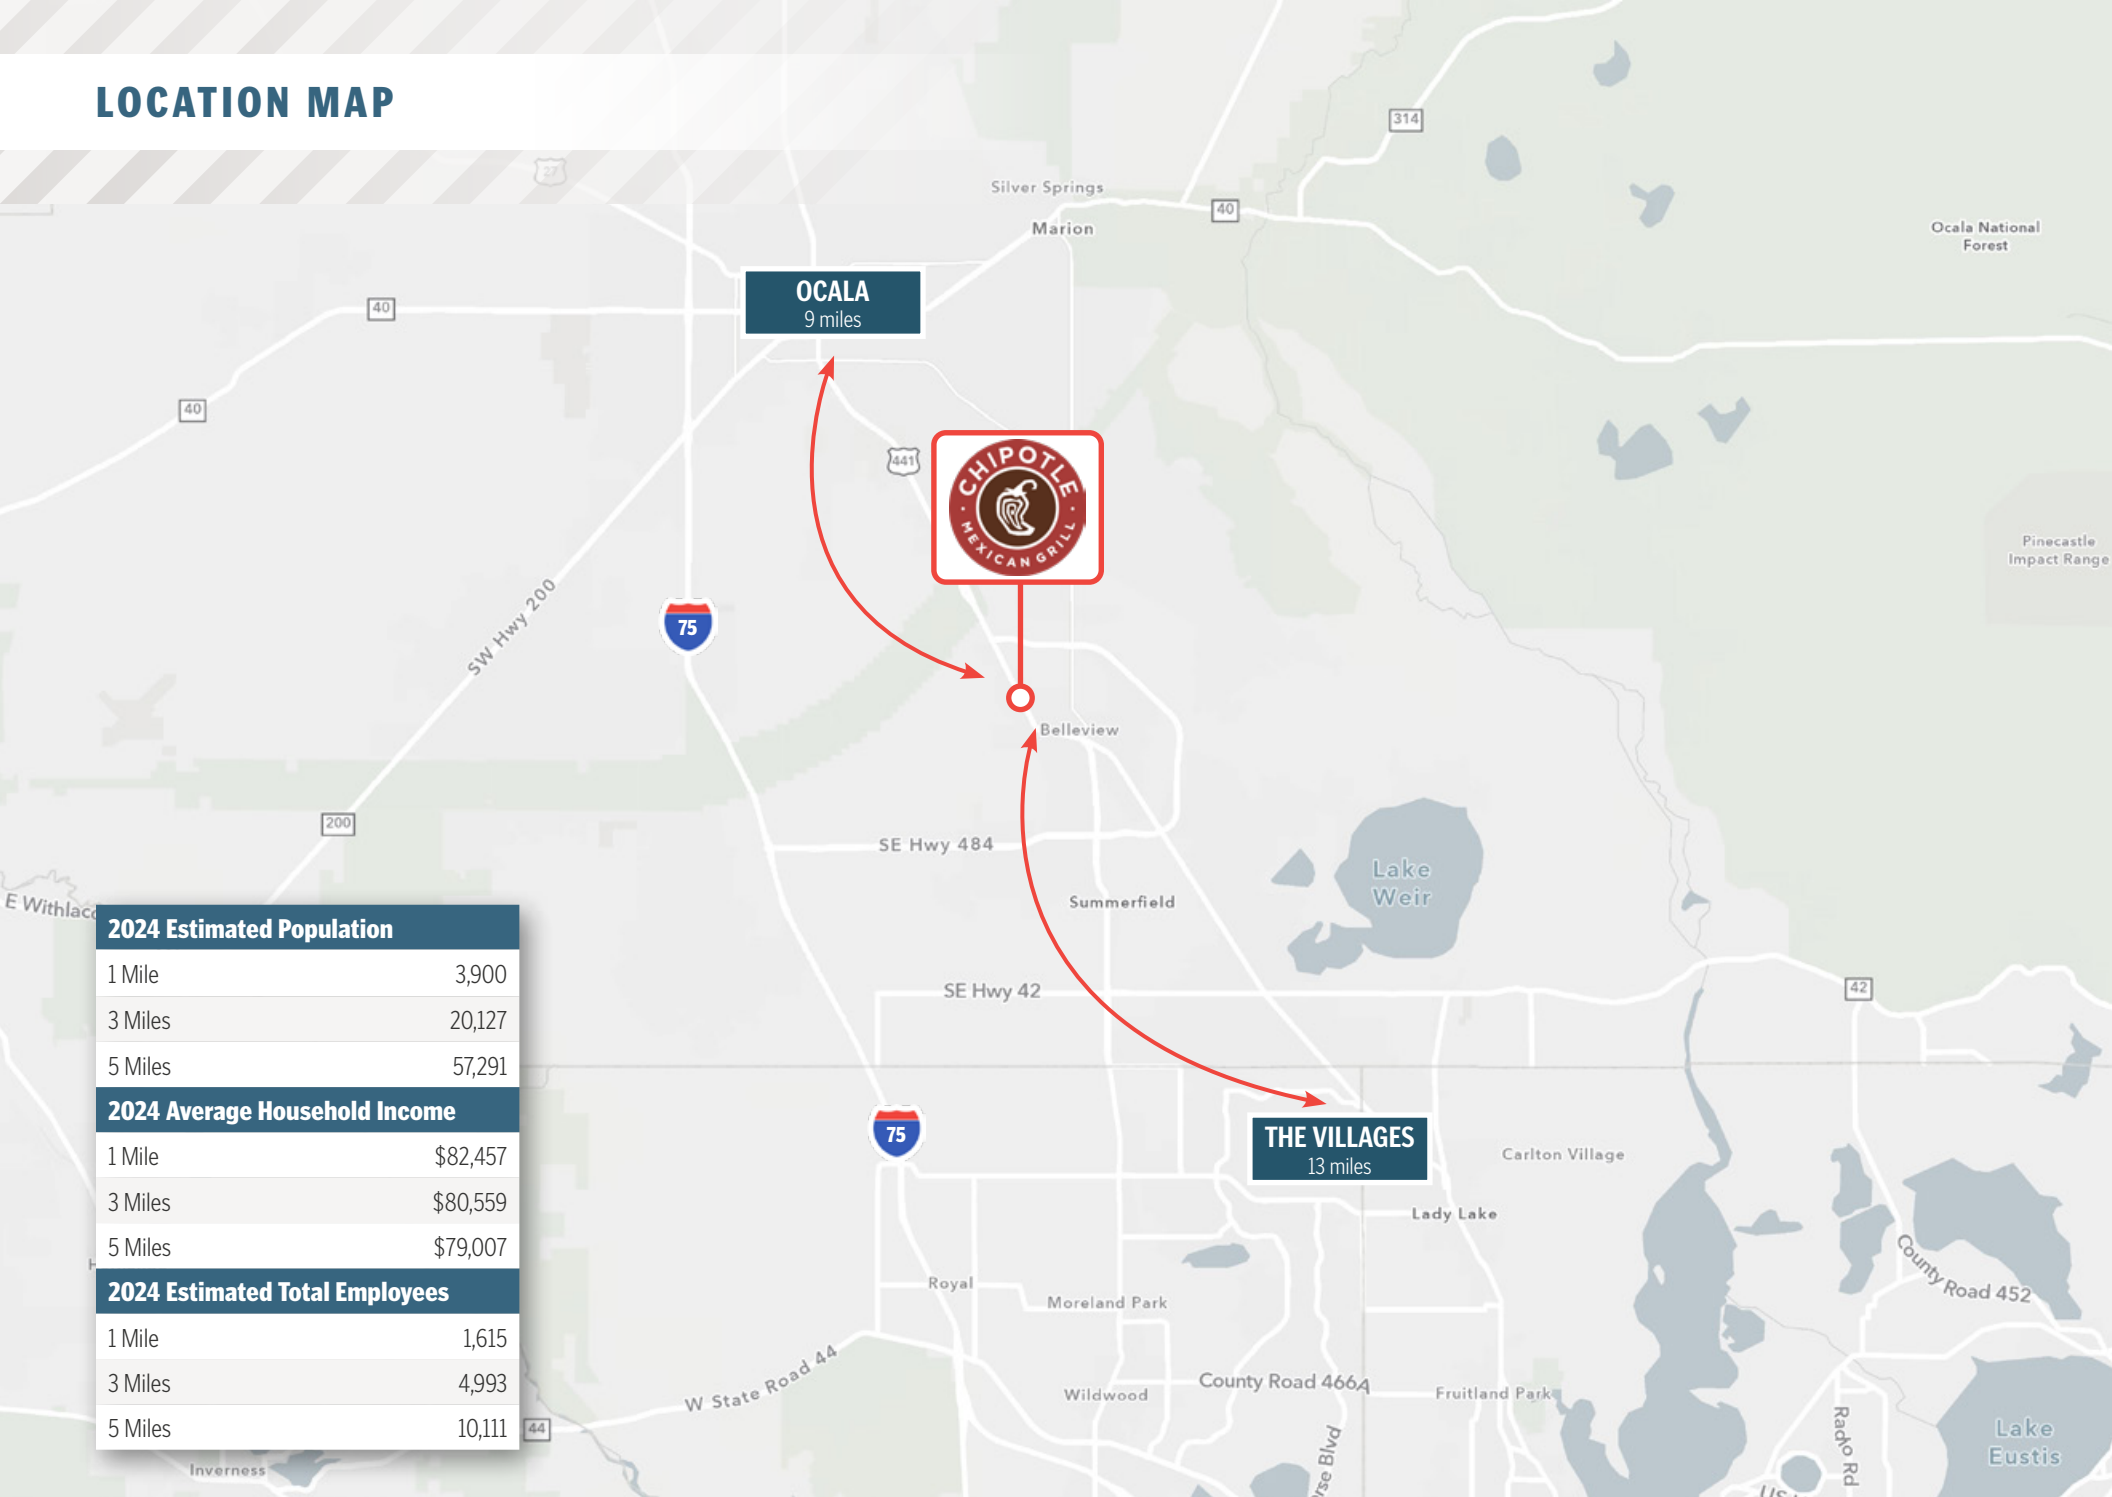 LOCATION MAP
27
314
Silver Springs
40
Marion
Ocala National
Forest
OCALA
9 miles
40
40
441
CHIPOTLE
MEXICAN GRILL
Pinecastle
Impact Range
SW Hwy 200
75
Belleview
200
SE Hwy 484
Lake
Weir
Summerfield
SE Hwy 42
42
2024 Estimated Population
1 Mile 3,900
3 Miles 20,127
5 Miles 57,291
2024 Average Household Income
1 Mile $82,457
3 Miles $80,559
5 Miles $79,007
2024 Estimated Total Employees
1 Mile 1,615
3 Miles 4,993
5 Miles 10,111
75
THE VILLAGES
13 miles
Carlton Village
Lady Lake
County Road 452
Royal
Moreland Park
W State Road 44
County Road 466A
Wildwood
Fruitland Park
44
Inverness
Lake
Eustis
US